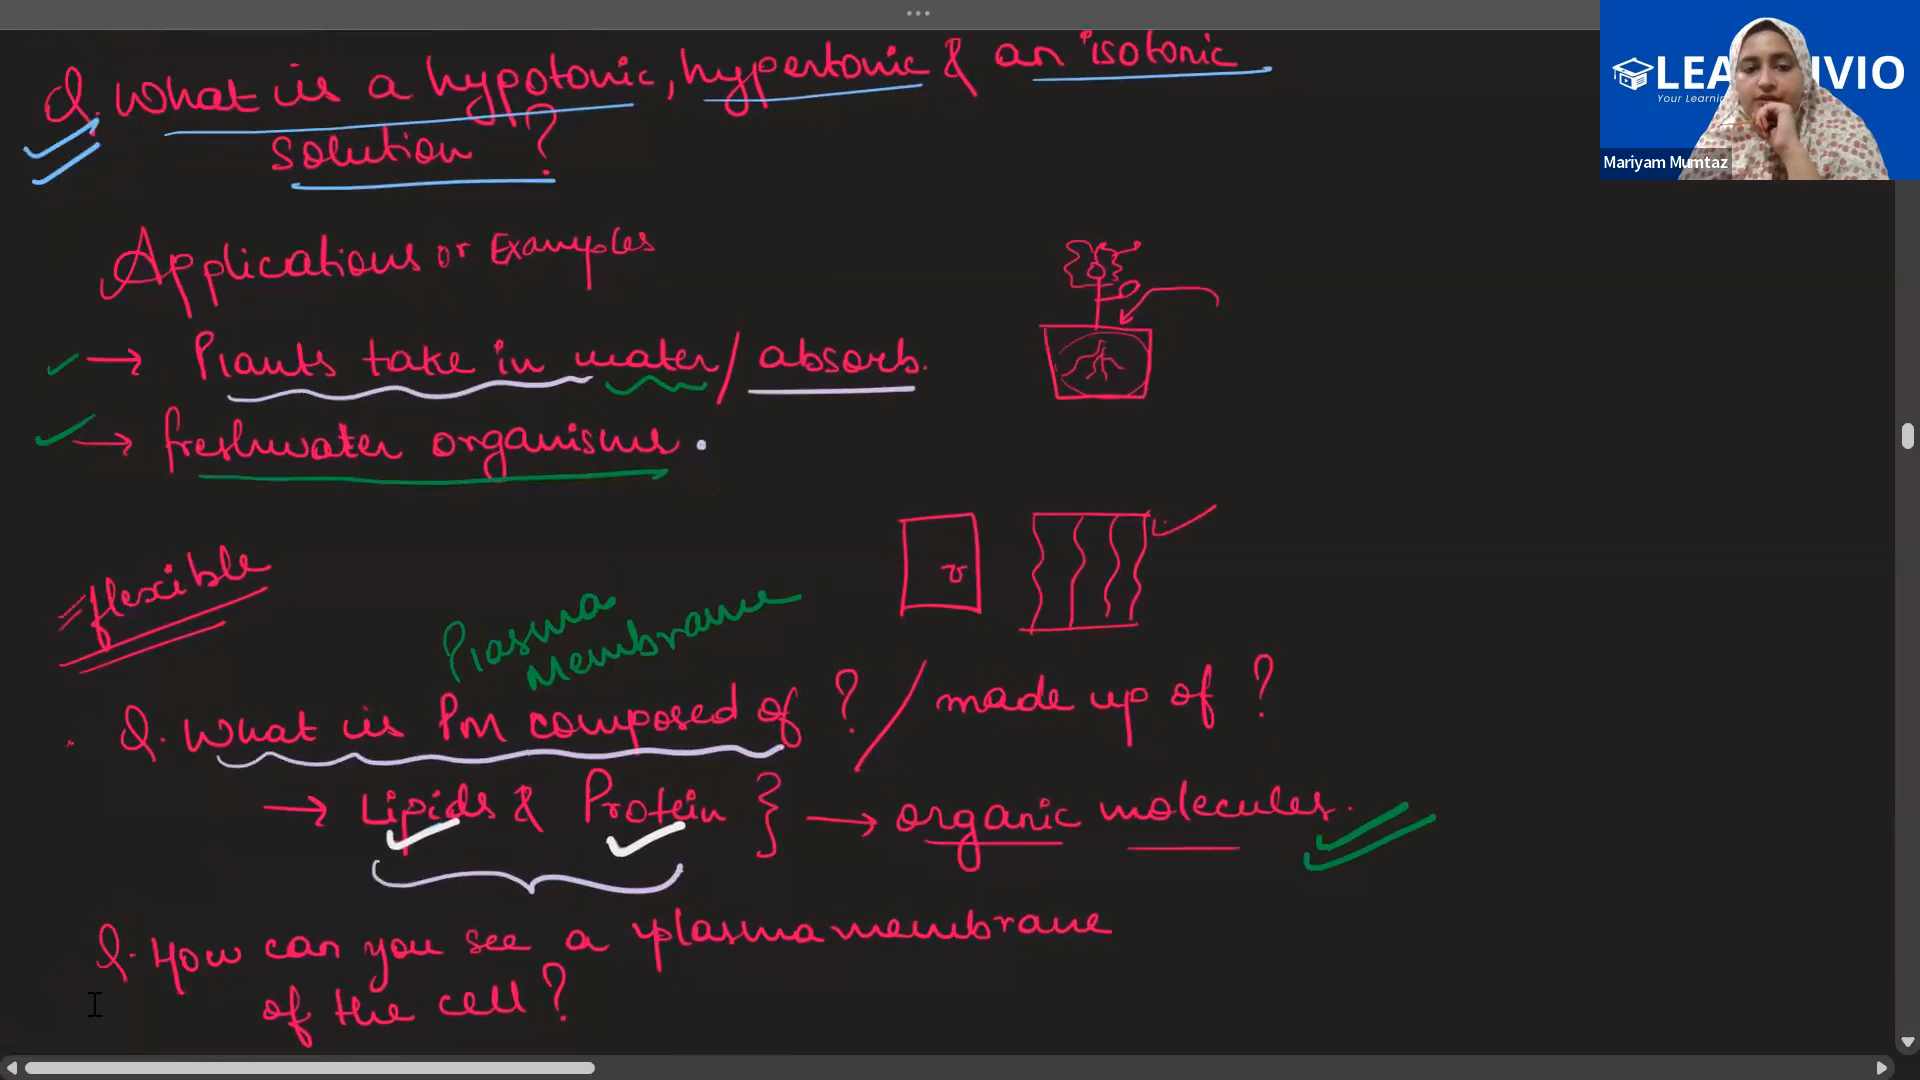 Q. What is a hypotonic, hypertonic & an isotonic
solution ?
Applications or Examples
→ Plants take in water / absorb.
→ freshwater organisms.
flexible
Plasma
Membrane
Q. What is PM composed of ? / made up of ?
→ Lipids & Protein } → organic molecules.
Q. How can you see a plasma membrane
of the cell ?
Your Learnin
Mariyam Mumtaz